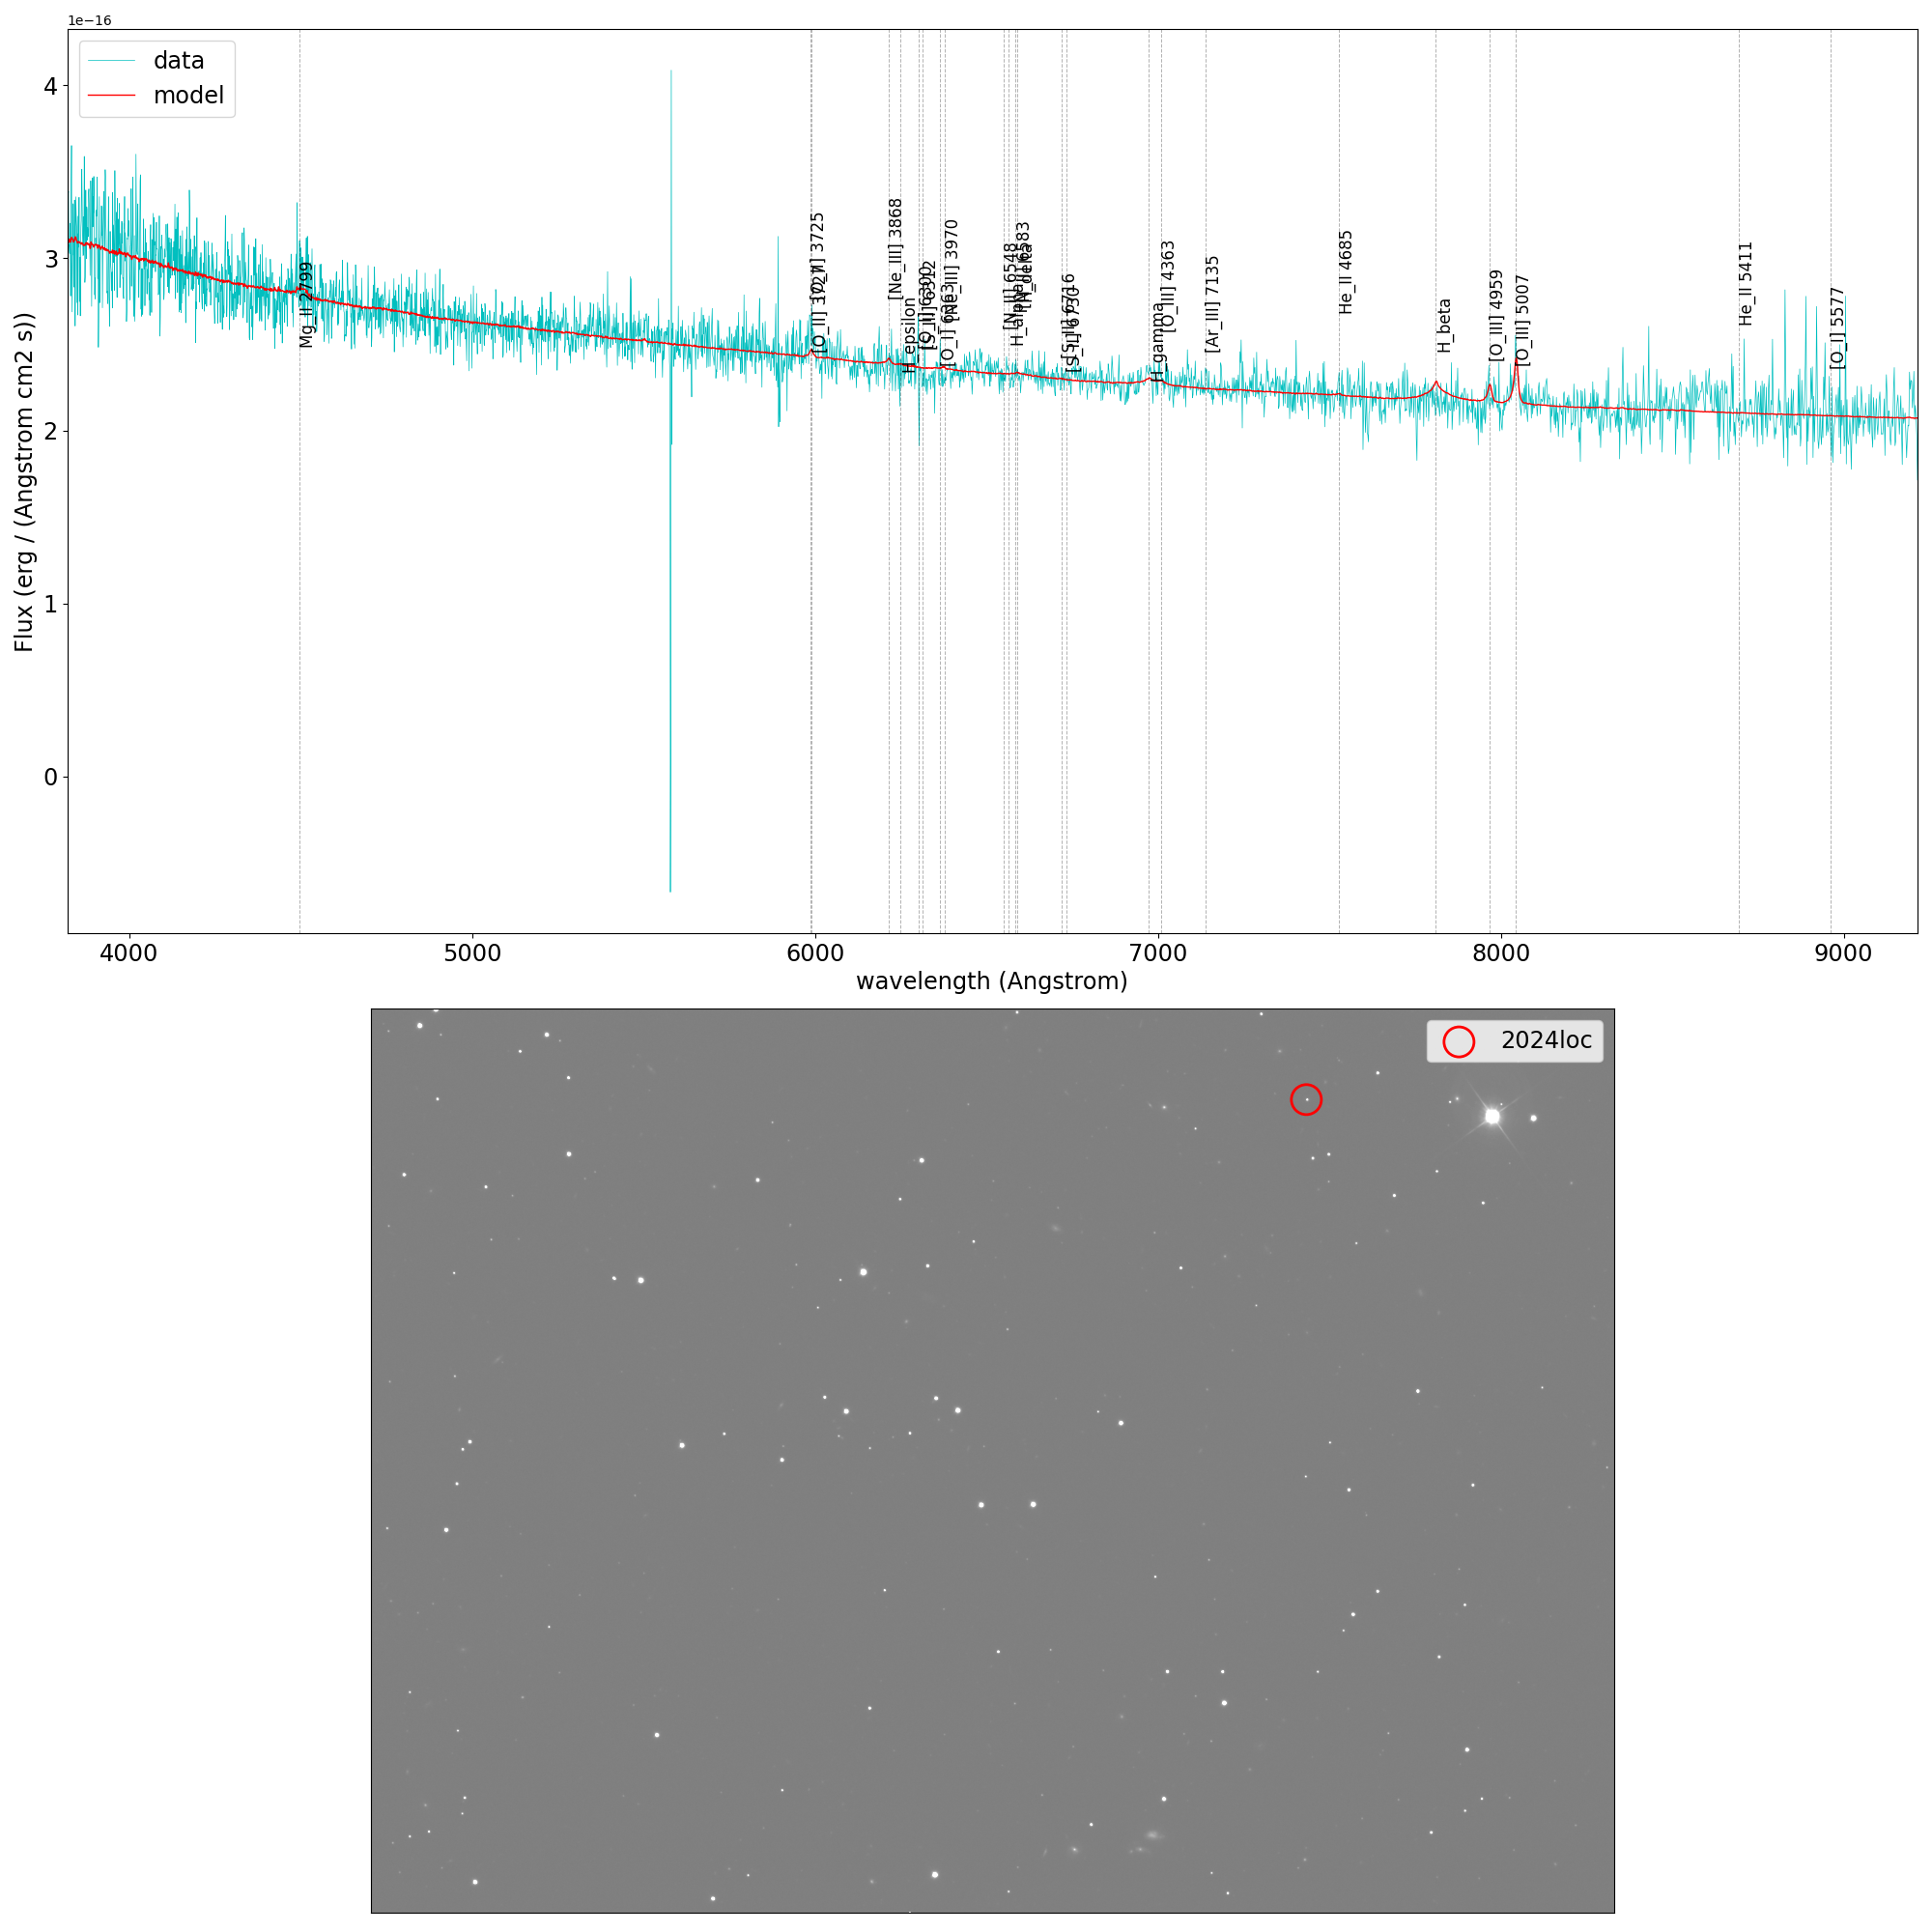 1e−16
data
model
4
3
2
1
0
Flux (erg / (Angstrom cm2 s))
Mg_II 2799
[O_II] 3725
[O_II] 3727
[Ne_III] 3868
H_epsilon
[O_I] 6300
[S_III] 6312
[O_I] 6363
[Ne_III] 3970
[N_II] 6548
H_alpha
[N_II] 6583
H_delta
[S_II] 6716
[S_II] 6730
H_gamma
[O_III] 4363
[Ar_III] 7135
He_II 4685
H_beta
[O_III] 4959
[O_III] 5007
He_II 5411
[O_I] 5577
4000 5000 6000 7000 8000 9000
wavelength (Angstrom)
2024loc